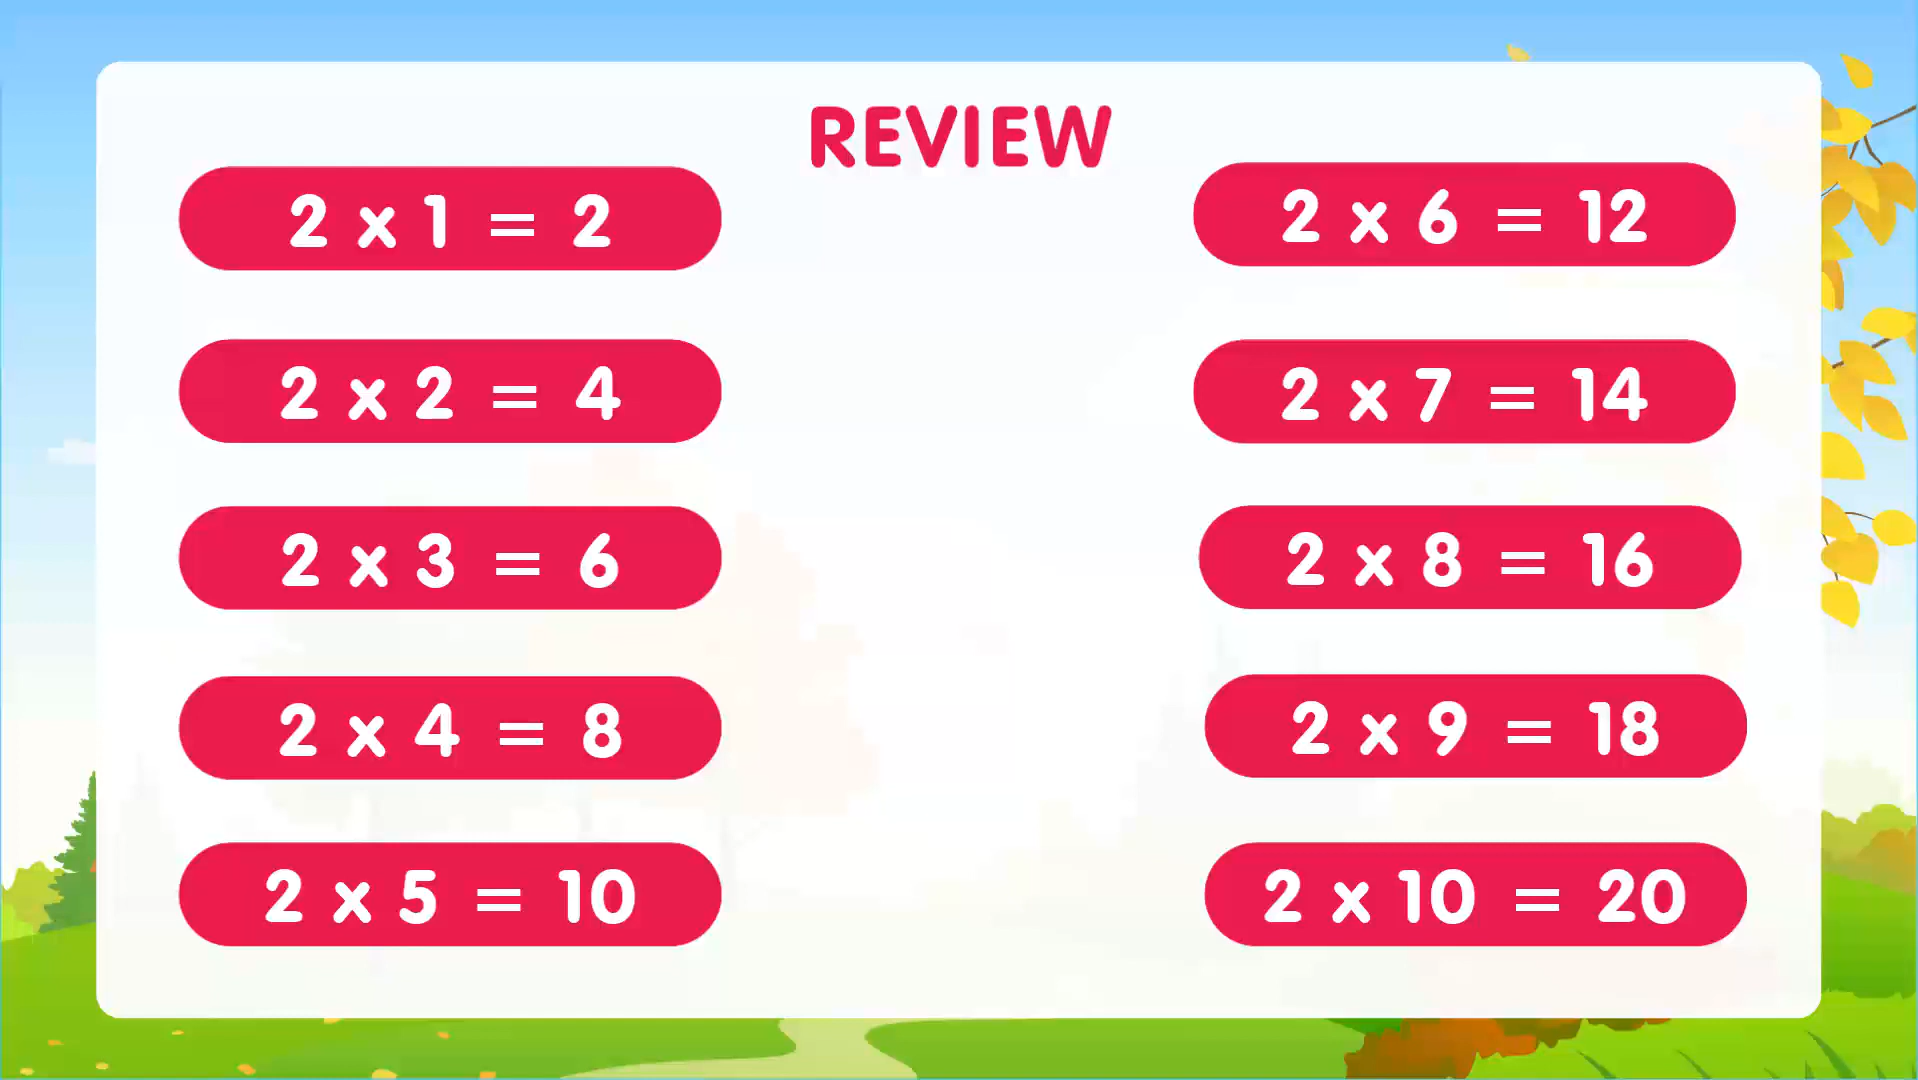 REVIEW
2 x 1 = 2
2 x 2 = 4
2 x 3 = 6
2 x 4 = 8
2 x 5 = 10
2 x 6 = 12
2 x 7 = 14
2 x 8 = 16
2 x 9 = 18
2 x 10 = 20